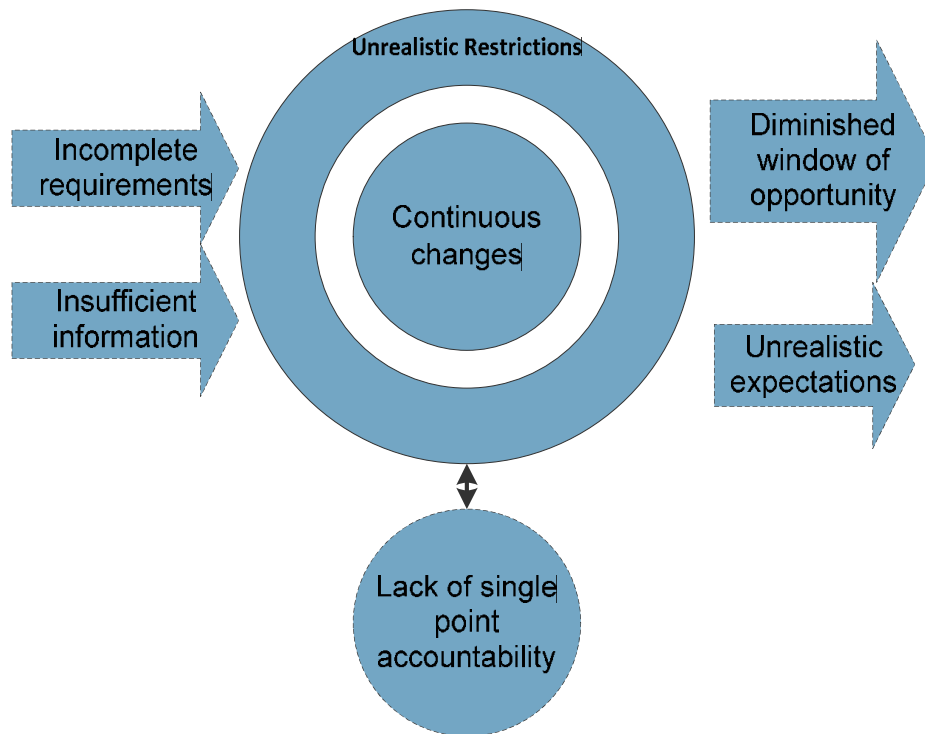 Unrealistic Restrictions
Incomplete
requirements
Insufficient
information
Continuous
changes
Diminished
window of
opportunity
Unrealistic
expectations
Lack of single
point
accountability